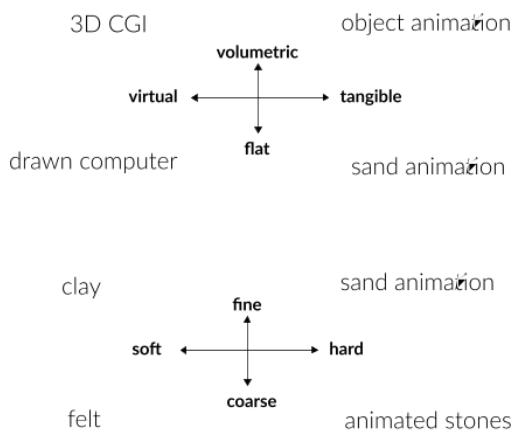 3D CGI
object animation
volumetric
virtual
tangible
flat
drawn computer
sand animation
clay
sand animation
fine
soft
hard
coarse
felt
animated stones